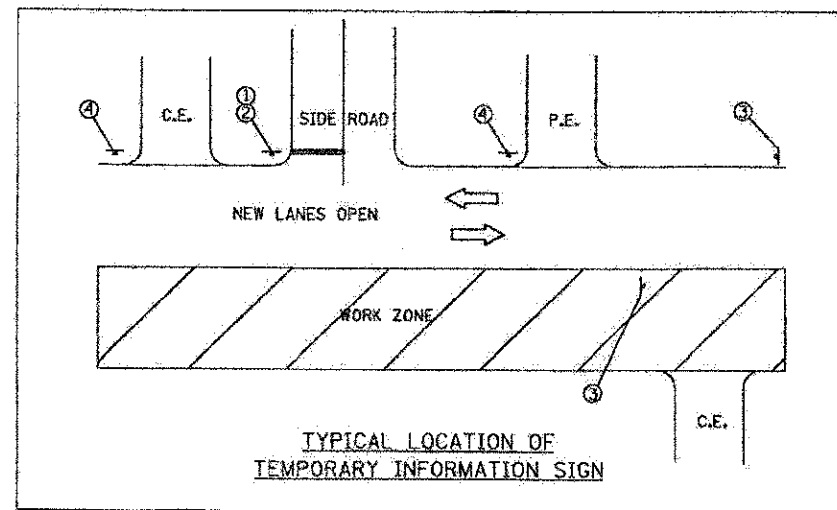 ④ C.E. ① ② SIDE ROAD ④ P.E. ③
NEW LANES OPEN
WORK ZONE
③
C.E.
TYPICAL LOCATION OF
TEMPORARY INFORMATION SIGN